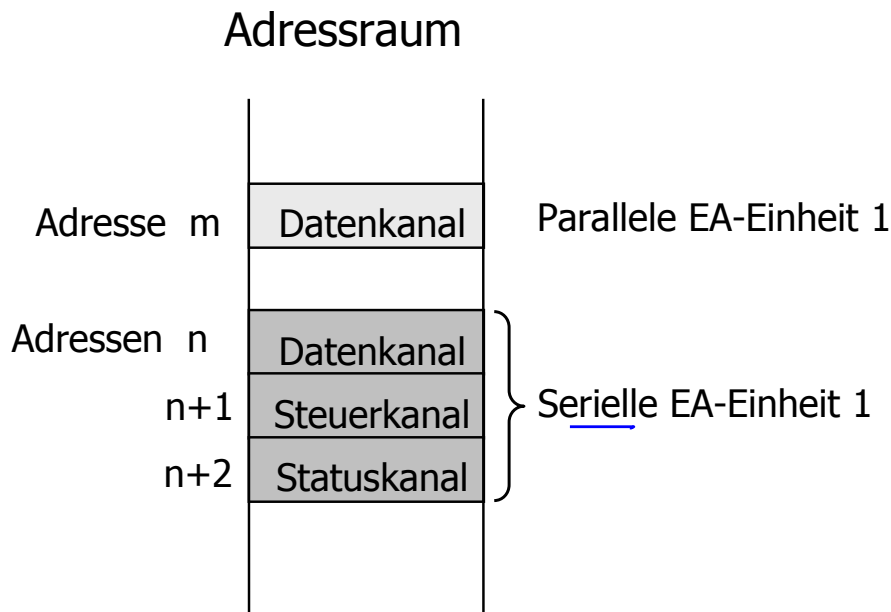 Adressraum
Adresse m
Datenkanal
Parallele EA-Einheit 1
Adressen n
Datenkanal
n+1
Steuerkanal
Serielle EA-Einheit 1
n+2
Statuskanal